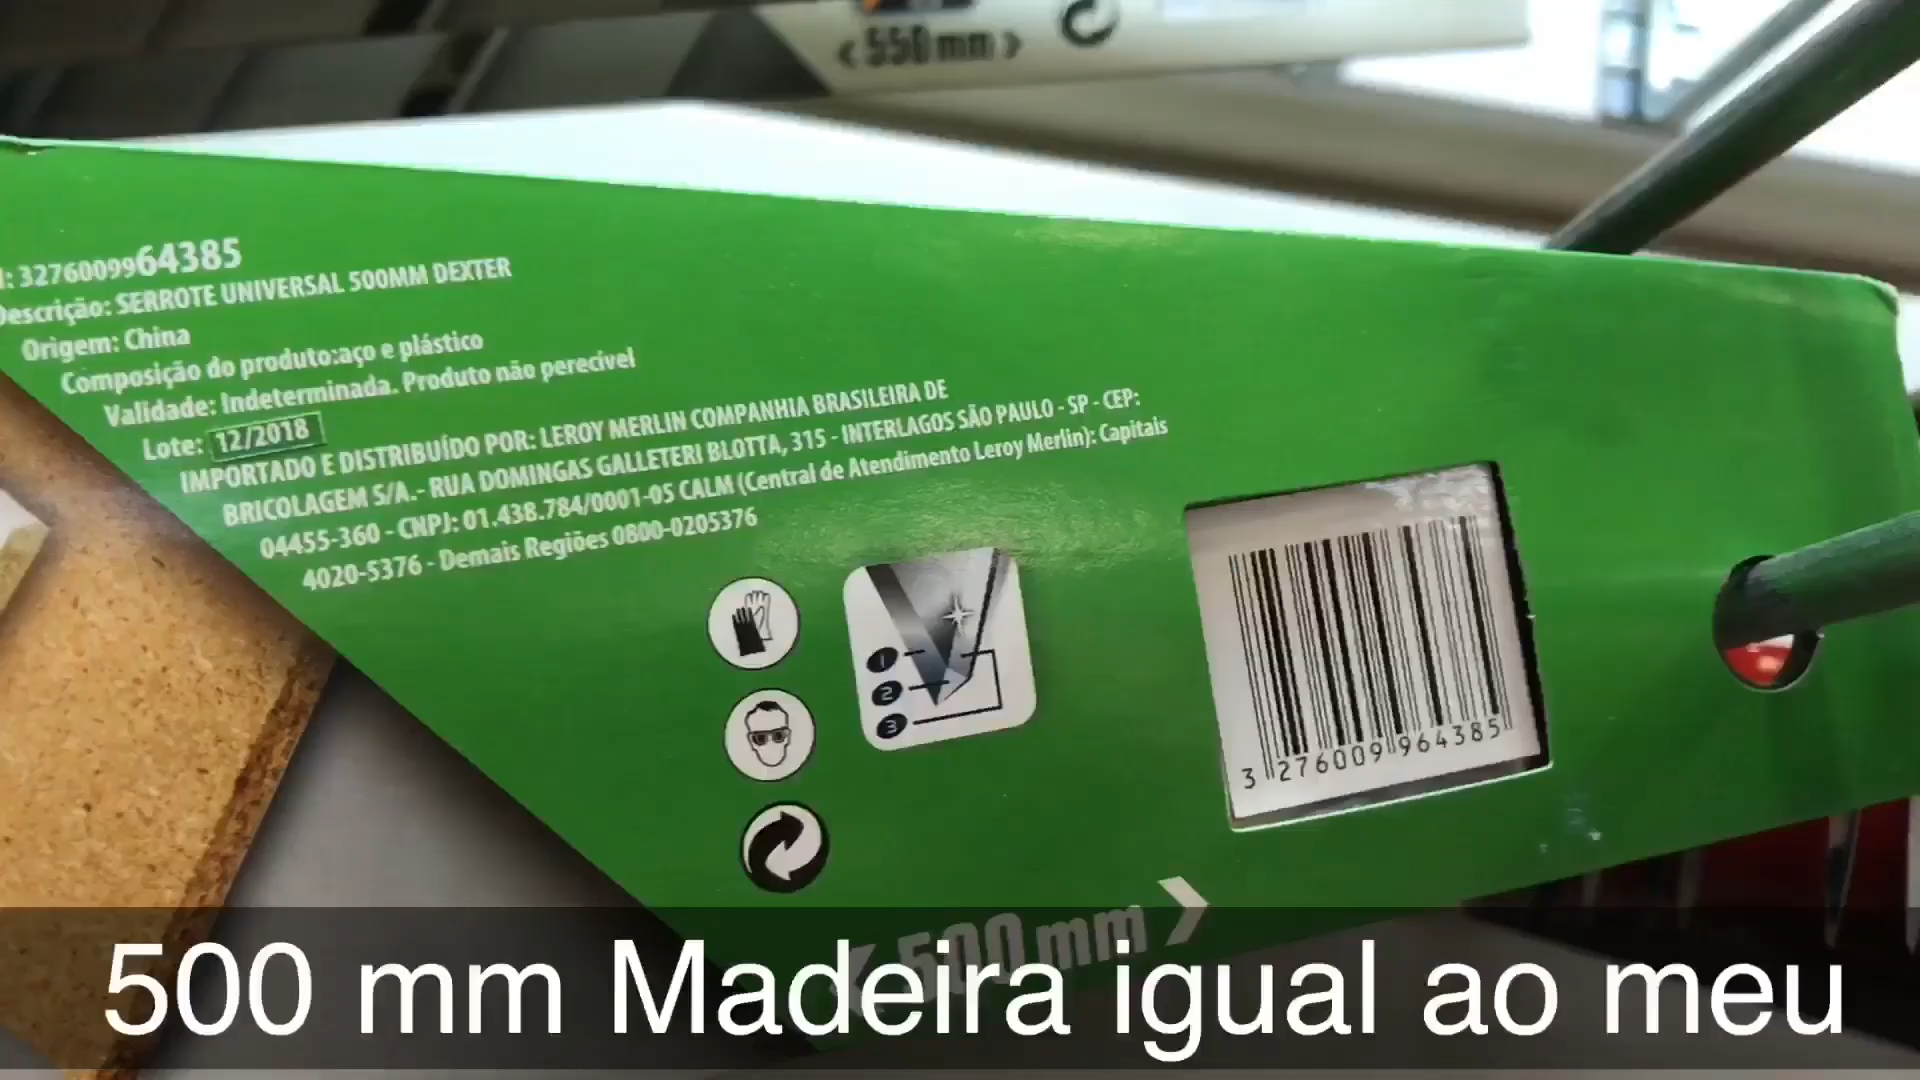 < 550 mm >
: 3276009964385
Descrição: SERROTE UNIVERSAL 500MM DEXTER
Origem: China
Composição do produto:aço e plástico
Validade: Indeterminada. Produto não perecível
Lote: 12/2018
IMPORTADO E DISTRIBUÍDO POR: LEROY MERLIN COMPANHIA BRASILEIRA DE
BRICOLAGEM S/A.- RUA DOMINGAS GALLETERI BLOTTA, 315 - INTERLAGOS SÃO PAULO - SP - CEP:
04455-360 - CNPJ: 01.438.784/0001-05 CALM (Central de Atendimento Leroy Merlin): Capitais
4020-5376 - Demais Regiões 0800-0205376
1
2
3
3 276009 964385
< 500 mm >
500 mm Madeira igual ao meu